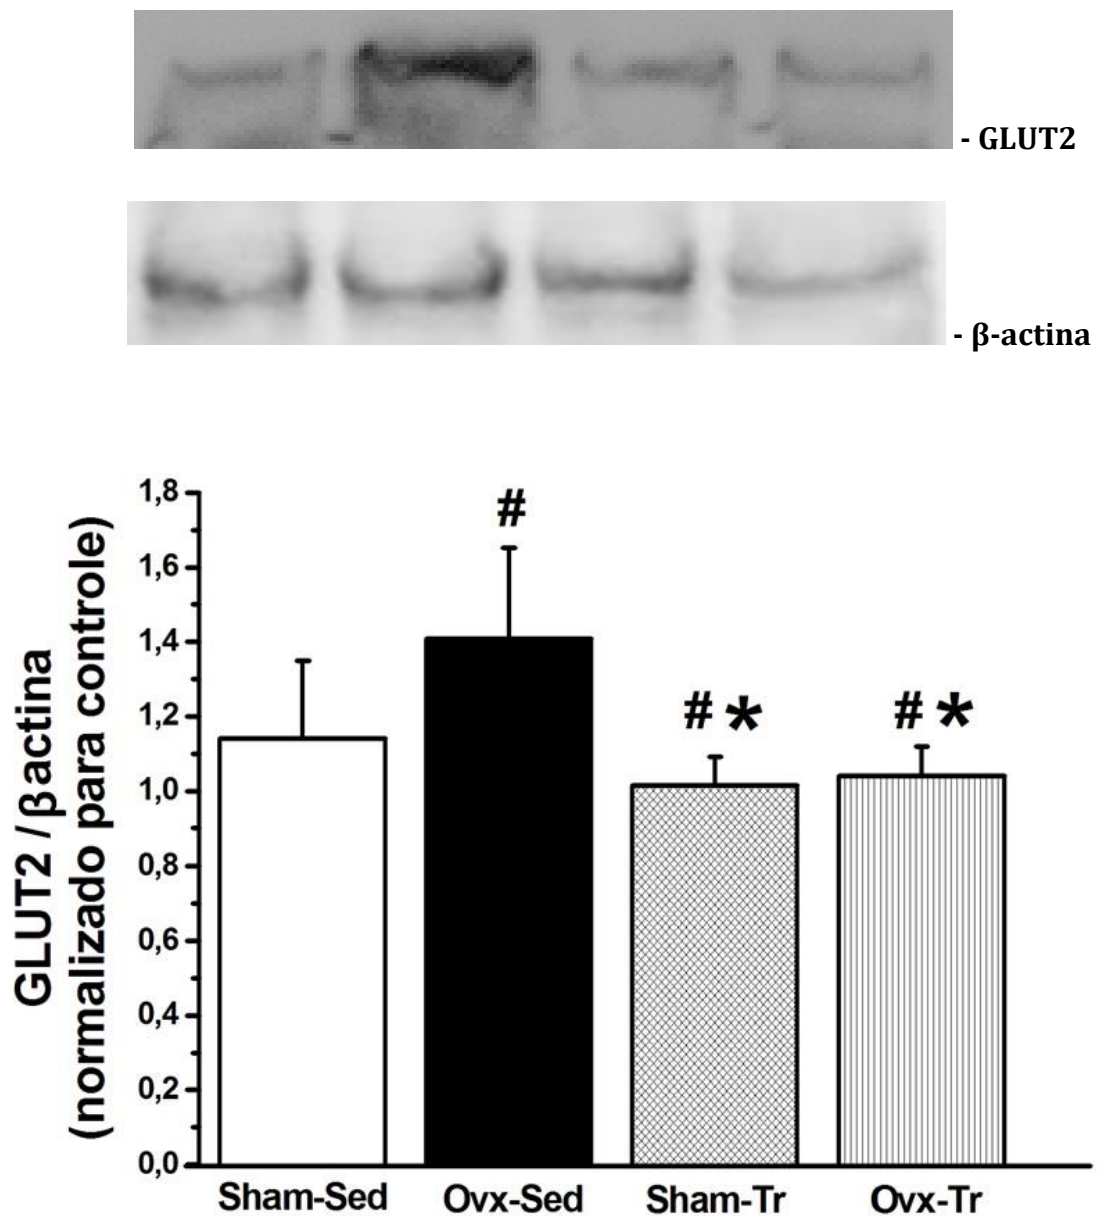 - GLUT2
- β-actina
GLUT2 /βactina
(normalizado para controle)
1,8
1,6
1,4
1,2
1,0
0,8
0,6
0,4
0,2
0,0
#
# *
# *
Sham-Sed Ovx-Sed Sham-Tr Ovx-Tr